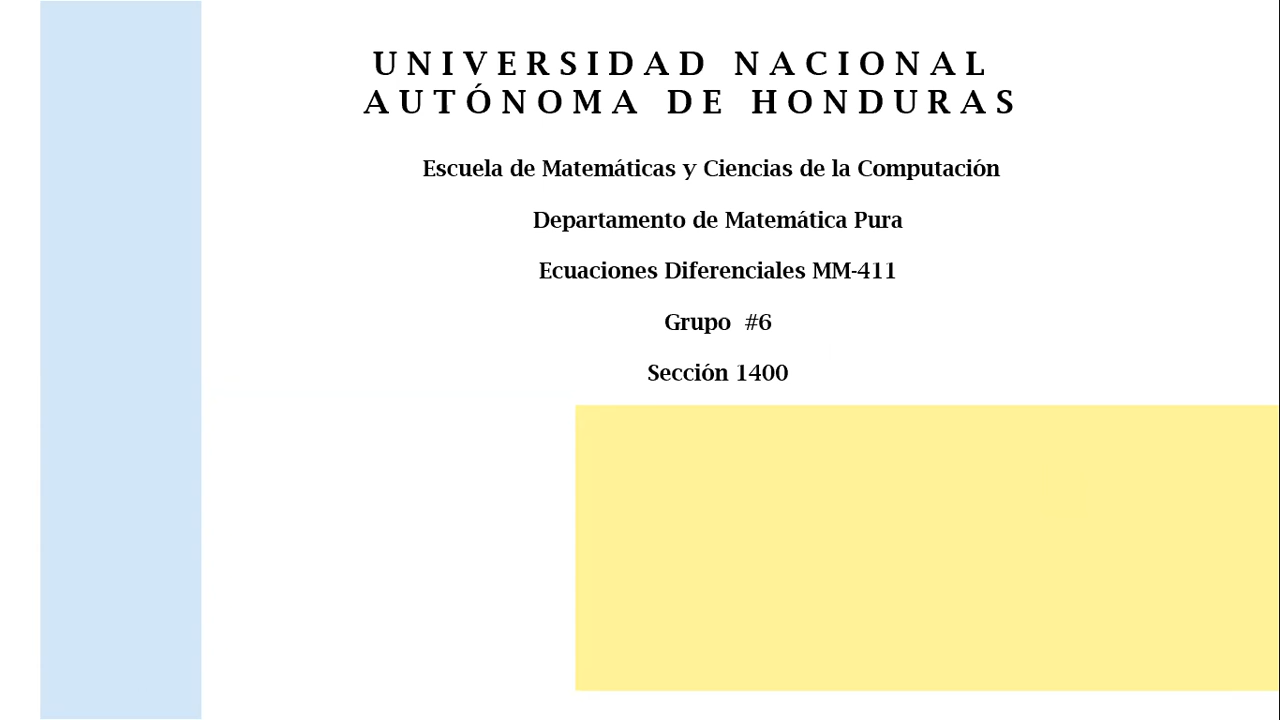 UNIVERSIDAD NACIONAL
AUTÓNOMA DE HONDURAS
Escuela de Matemáticas y Ciencias de la Computación
Departamento de Matemática Pura
Ecuaciones Diferenciales MM-411
Grupo #6
Sección 1400